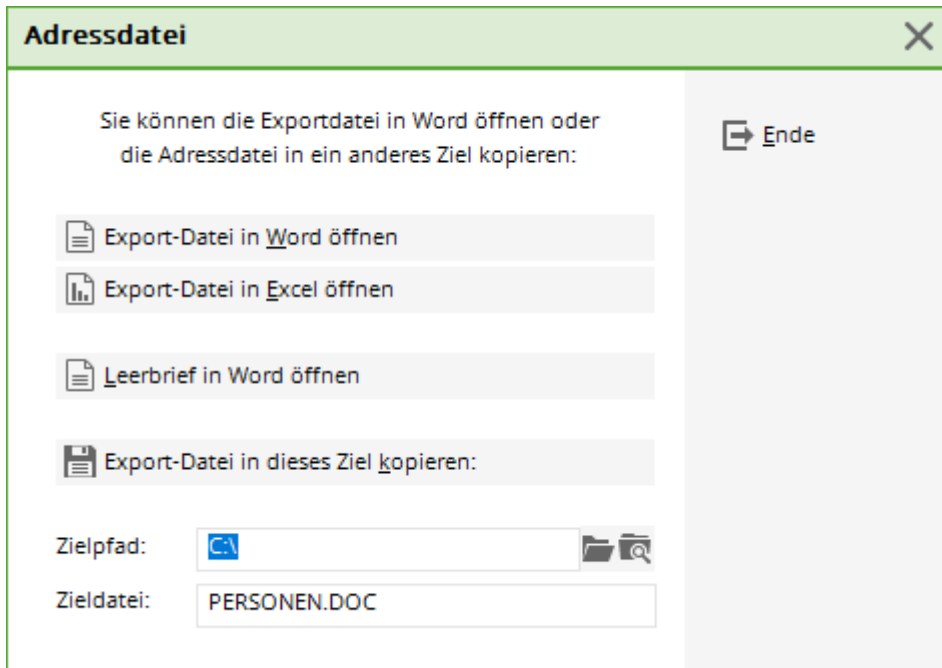 Adressdatei
Sie können die Exportdatei in Word öffnen oder
die Adressdatei in ein anderes Ziel kopieren:
Ende
Export-Datei in Word öffnen
Export-Datei in Excel öffnen
Leerbrief in Word öffnen
Export-Datei in dieses Ziel kopieren:
Zielpfad: C:\
Zieldatei: PERSONEN.DOC